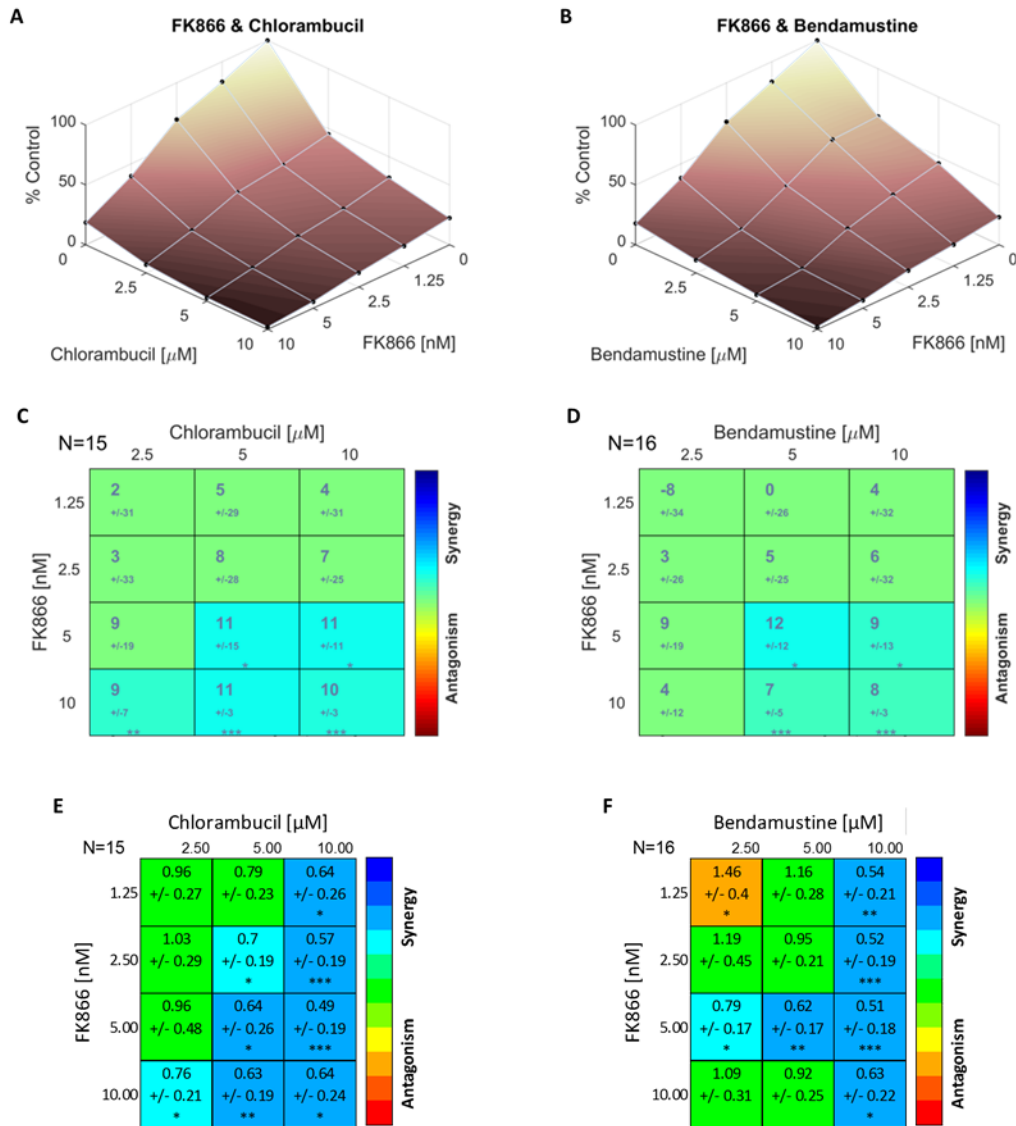 A
FK866 & Chlorambucil
% Control
100
50
0
0
2.5
5
10
Chlorambucil [μM]
10
5
2.5
1.25
0
FK866 [nM]
B
FK866 & Bendamustine
% Control
100
50
0
0
2.5
5
10
Bendamustine [μM]
10
5
2.5
1.25
0
FK866 [nM]
C
N=15
Chlorambucil [μM]
2.5 5 10
FK866 [nM]
1.25
2 5 4
+/-31 +/-29 +/-31
2.5
3 8 7
+/-33 +/-28 +/-25
5
9 11 11
+/-19 +/-15 +/-11
* *
10
9 11 10
+/-7 +/-3 +/-3
** *** ***
Synergy
Antagonism
D
N=16
Bendamustine [μM]
2.5 5 10
FK866 [nM]
1.25
-8 0 4
+/-34 +/-26 +/-32
2.5
3 5 6
+/-26 +/-25 +/-32
5
9 12 9
+/-19 +/-12 +/-13
* *
10
4 7 8
+/-12 +/-5 +/-3
*** ***
Synergy
Antagonism
E
Chlorambucil [μM]
N=15
2.50 5.00 10.00
FK866 [nM]
1.25
0.96 0.79 0.64
+/- 0.27 +/- 0.23 +/- 0.26
*
2.50
1.03 0.7 0.57
+/- 0.29 +/- 0.19 +/- 0.19
* ***
5.00
0.96 0.64 0.49
+/- 0.48 +/- 0.26 +/- 0.19
* ***
10.00
0.76 0.63 0.64
+/- 0.21 +/- 0.19 +/- 0.24
* ** *
Synergy
Antagonism
F
Bendamustine [μM]
N=16
2.50 5.00 10.00
FK866 [nM]
1.25
1.46 1.16 0.54
+/- 0.4 +/- 0.28 +/- 0.21
* **
2.50
1.19 0.95 0.52
+/- 0.45 +/- 0.21 +/- 0.19
***
5.00
0.79 0.62 0.51
+/- 0.17 +/- 0.17 +/- 0.18
* ** ***
10.00
1.09 0.92 0.63
+/- 0.31 +/- 0.25 +/- 0.22
*
Synergy
Antagonism